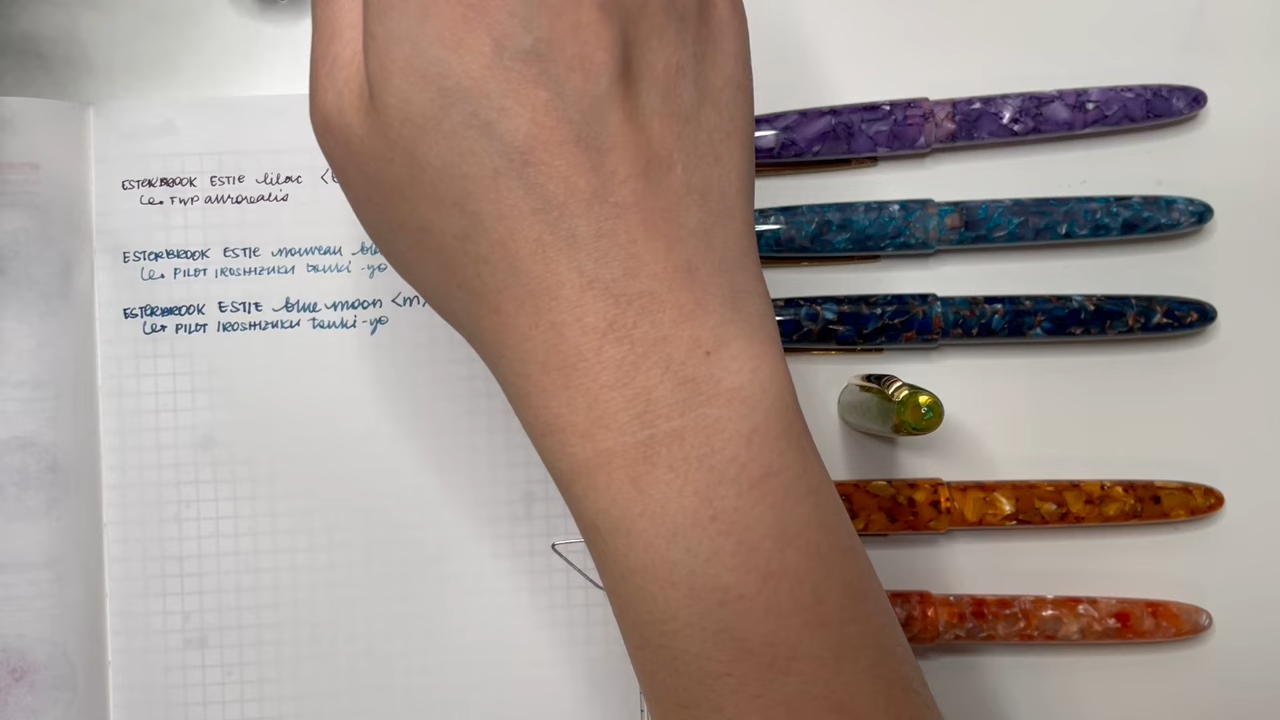 ESTERBROOK ESTIE lilac
↳ FWP aurorealis
ESTERBROOK ESTIE nouveau
↳ PILOT IROSHIZUKU tsuki-yo
ESTERBROOK ESTIE blue moon <m>
↳ PILOT IROSHIZUKU tsuki-yo